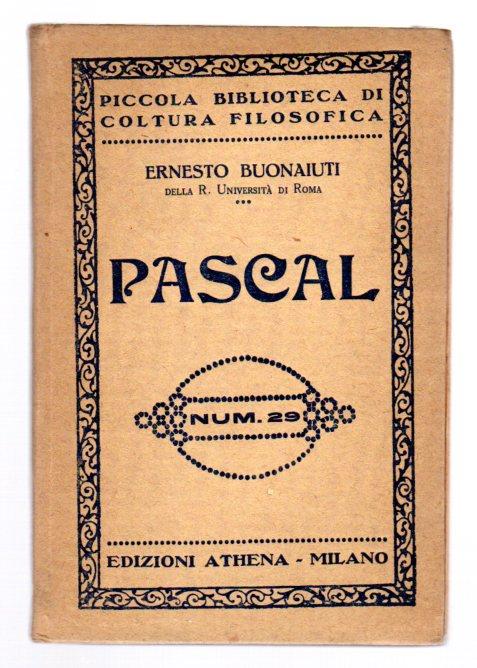 PICCOLA BIBLIOTECA DI
COLTURA FILOSOFICA
ERNESTO BUONAIUTI
DELLA R. UNIVERSITÀ DI ROMA
PASCAL
NUM. 29
EDIZIONI ATHENA - MILANO